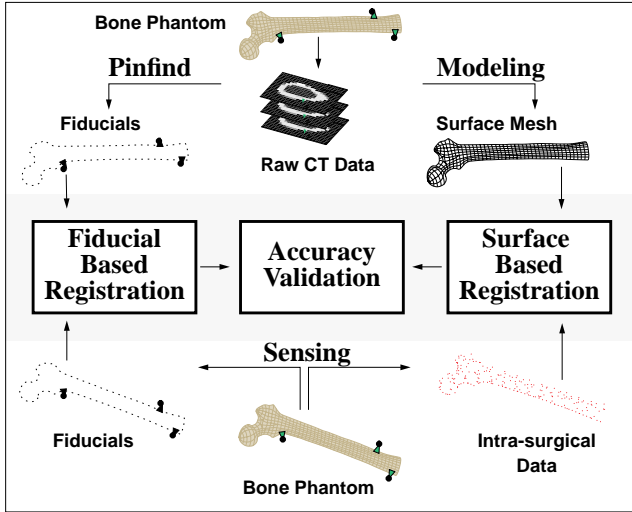 Bone Phantom
Pinfind
Modeling
Fiducials
Raw CT Data
Surface Mesh
Fiducial
Based
Registration
Accuracy
Validation
Surface
Based
Registration
Sensing
Fiducials
Bone Phantom
Intra-surgical
Data